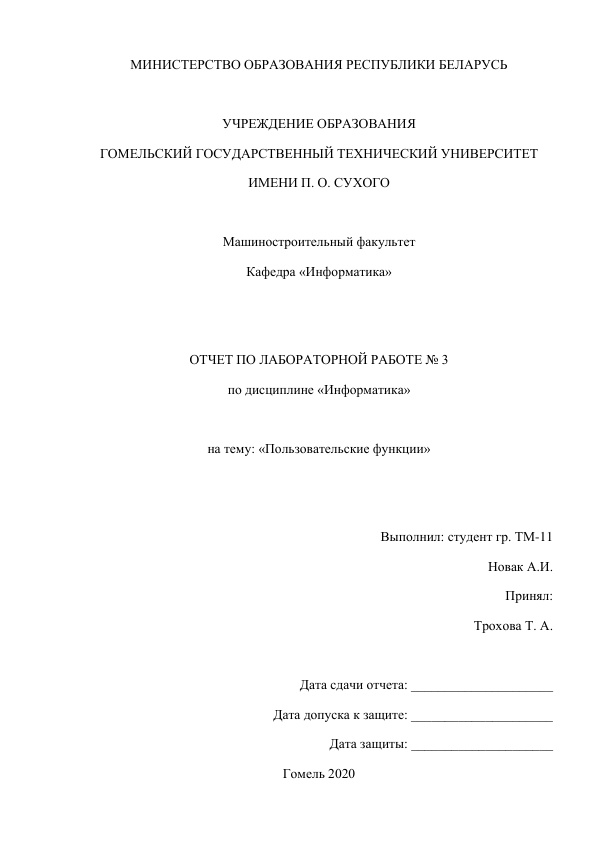 МИНИСТЕРСТВО ОБРАЗОВАНИЯ РЕСПУБЛИКИ БЕЛАРУСЬ
УЧРЕЖДЕНИЕ ОБРАЗОВАНИЯ
ГОМЕЛЬСКИЙ ГОСУДАРСТВЕННЫЙ ТЕХНИЧЕСКИЙ УНИВЕРСИТЕТ
ИМЕНИ П. О. СУХОГО
Машиностроительный факультет
Кафедра «Информатика»
ОТЧЕТ ПО ЛАБОРАТОРНОЙ РАБОТЕ № 3
по дисциплине «Информатика»
на тему: «Пользовательские функции»
Выполнил: студент гр. ТМ-11
Новак А.И.
Принял:
Трохова Т. А.
Дата сдачи отчета: _____________________
Дата допуска к защите: _____________________
Дата защиты: _____________________
Гомель 2020